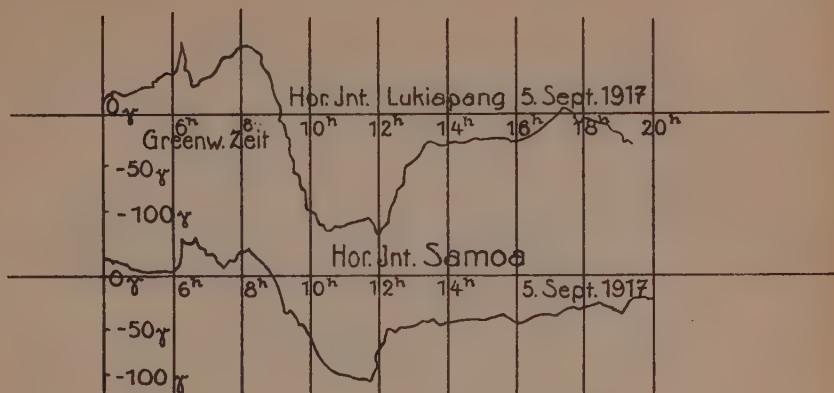 Hor. Jnt. Lukiapang 5. Sept. 1917
0γ
6ʰ 8 10ʰ 12ʰ 14ʰ 16ʰ 18ʰ 20ʰ
Greenw. Zeit
-50γ
-100γ
Hor. Jnt. Samoa
0γ
6ʰ 8ʰ 10ʰ 12ʰ 14ʰ 5. Sept. 1917
-50γ
-100γ